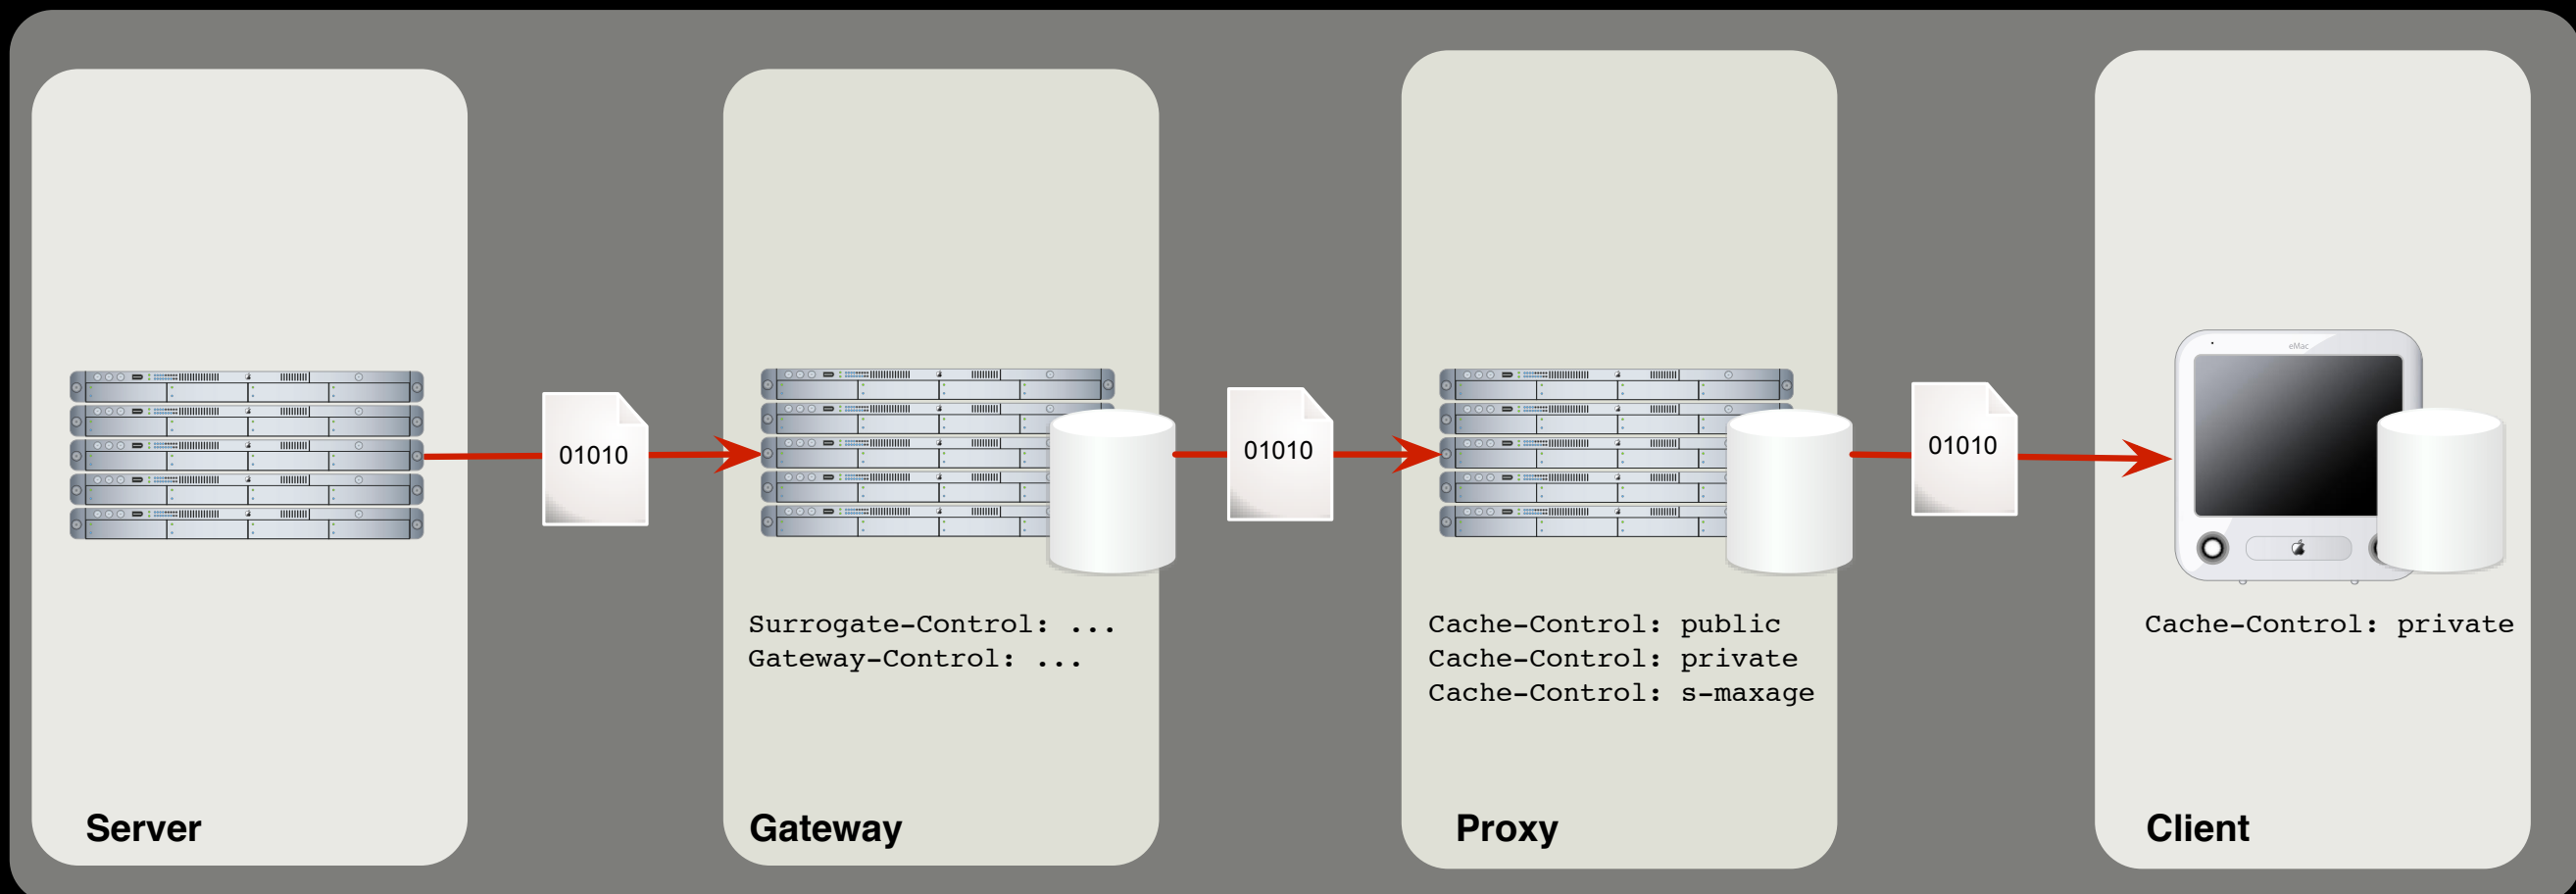 eMac
01010
01010
01010
Surrogate-Control: ...
Gateway-Control: ...
Cache-Control: public
Cache-Control: private
Cache-Control: s-maxage
Cache-Control: private
Server
Gateway
Proxy
Client